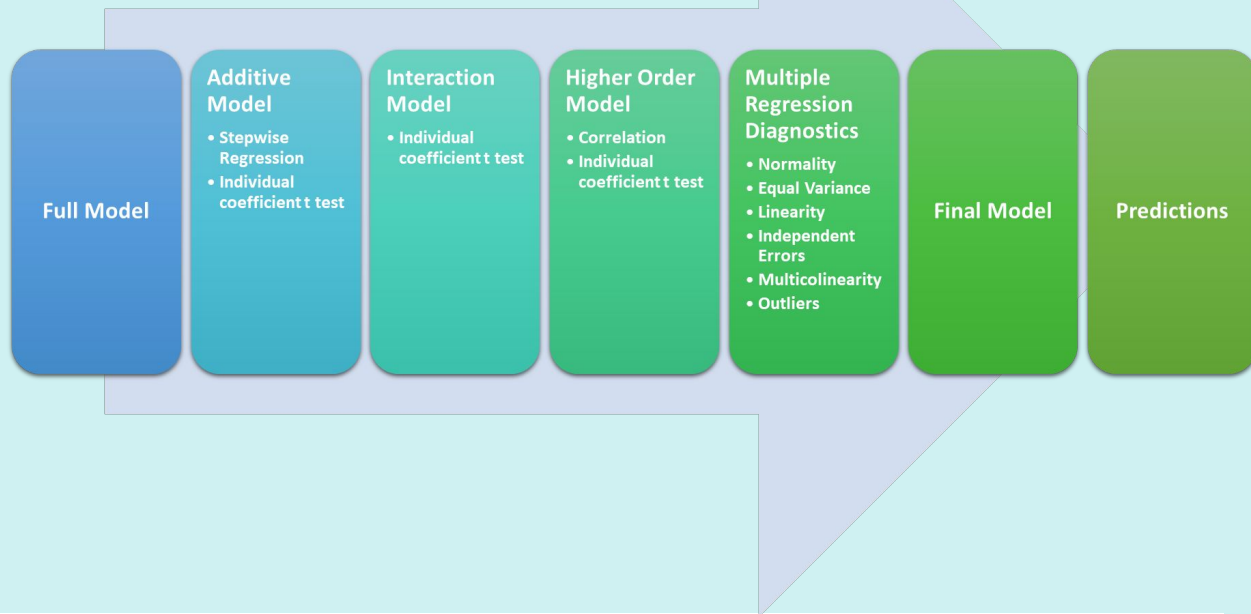 Full Model
Additive
Model
• Stepwise
Regression
• Individual
coefficient t test
Interaction
Model
• Individual
coefficient t test
Higher Order
Model
• Correlation
• Individual
coefficient t test
Multiple
Regression
Diagnostics
• Normality
• Equal Variance
• Linearity
• Independent
Errors
• Multicolinearity
• Outliers
Final Model
Predictions